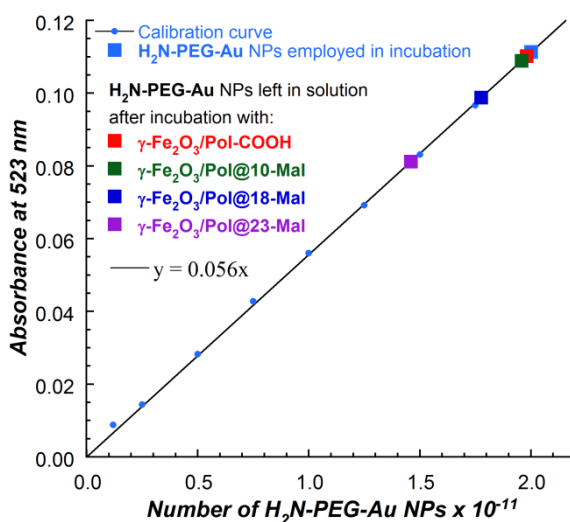 Calibration curve
H₂N-PEG-Au NPs employed in incubation
H₂N-PEG-Au NPs left in solution
after incubation with:
γ-Fe₂O₃/Pol-COOH
γ-Fe₂O₃/Pol@10-Mal
γ-Fe₂O₃/Pol@18-Mal
γ-Fe₂O₃/Pol@23-Mal
y = 0.056x
Absorbance at 523 nm
0.12
0.10
0.08
0.06
0.04
0.02
0.00
0.0
0.5
1.0
1.5
2.0
Number of H₂N-PEG-Au NPs x 10⁻¹¹